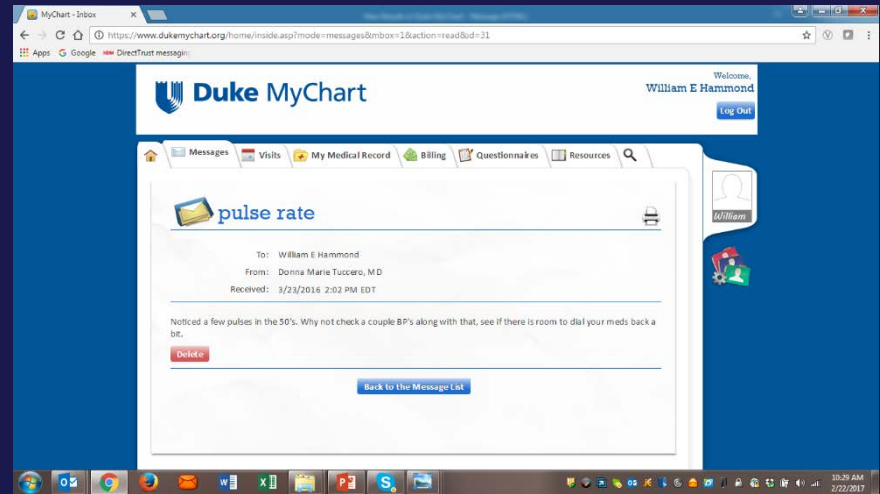 MyChart - Inbox
https://www.dukemychart.org/home/inside.asp?mode=messages&mbox=1&action=read&id=31
Apps Google DirectTrust messaging
Duke MyChart
Welcome,
William E Hammond
Log Out
Messages Visits My Medical Record Billing Questionnaires Resources
William
pulse rate
To: William E Hammond
From: Donna Marie Tuccero, MD
Received: 3/23/2016 2:02 PM EDT
Noticed a few pulses in the 50's. Why not check a couple BP's along with that, see if there is room to dial your meds back a
bit.
Delete
Back to the Message List
10:29 AM
2/22/2017